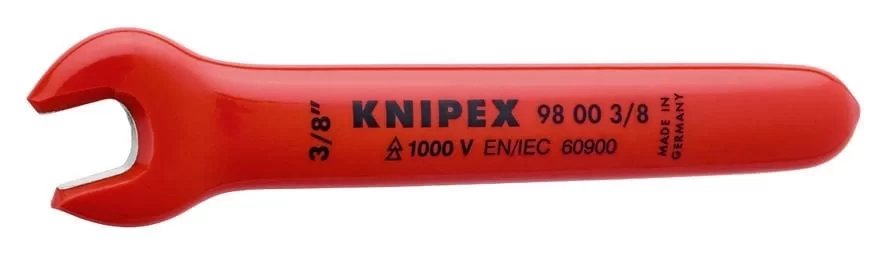 3/8"
KNIPEX 98 00 3/8
1000 V EN/IEC 60900
MADE IN
GERMANY